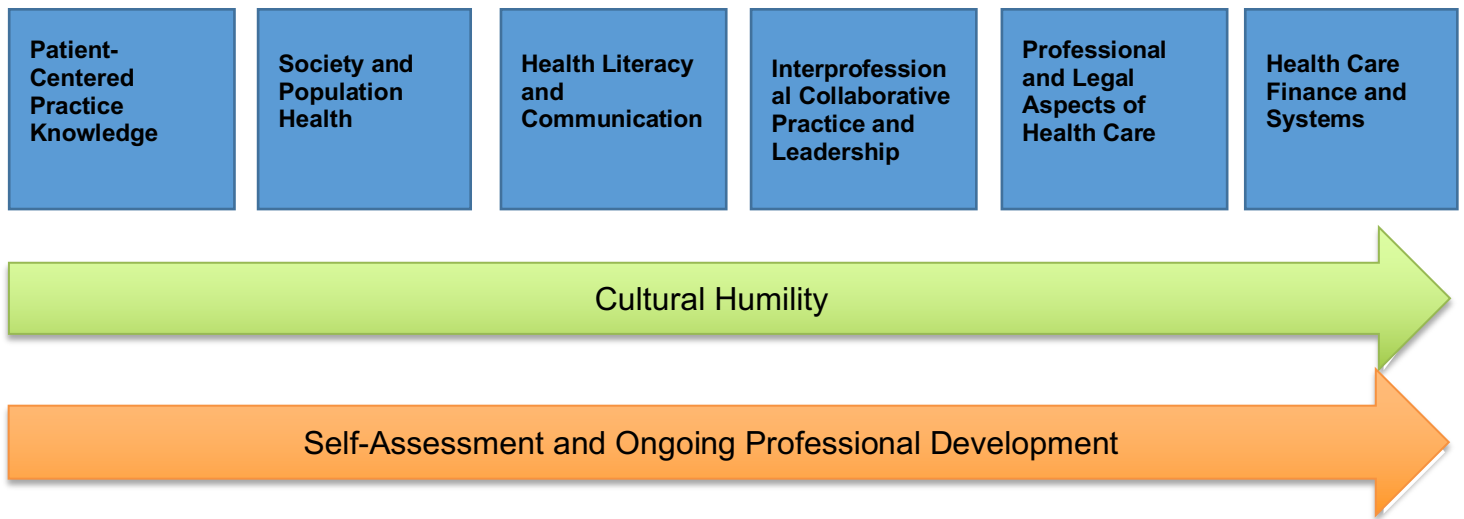 Patient-
Centered
Practice
Knowledge
Society and
Population
Health
Health Literacy
and
Communication
Interprofession
al Collaborative
Practice and
Leadership
Professional
and Legal
Aspects of
Health Care
Health Care
Finance and
Systems
Cultural Humility
Self-Assessment and Ongoing Professional Development